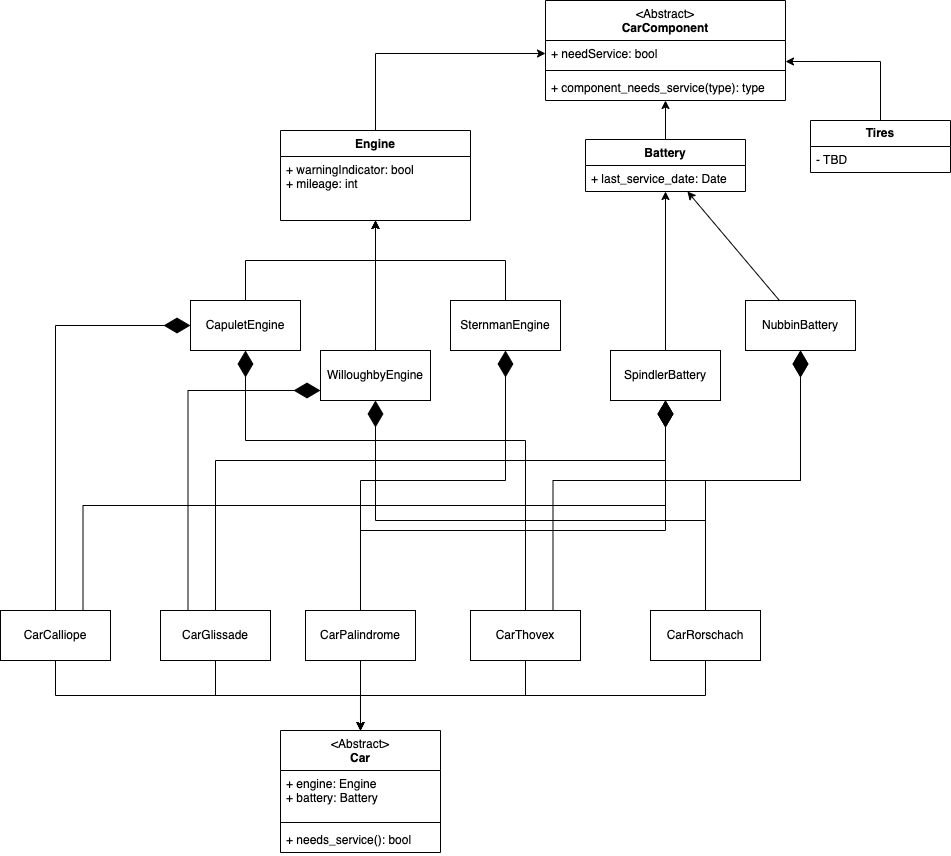 <Abstract>
CarComponent
+ needService: bool
+ component_needs_service(type): type
Engine
+ warningIndicator: bool
+ mileage: int
Battery
+ last_service_date: Date
Tires
- TBD
CapuletEngine
SternmanEngine
NubbinBattery
WilloughbyEngine
SpindlerBattery
CarCalliope
CarGlissade
CarPalindrome
CarThovex
CarRorschach
<Abstract>
Car
+ engine: Engine
+ battery: Battery
+ needs_service(): bool